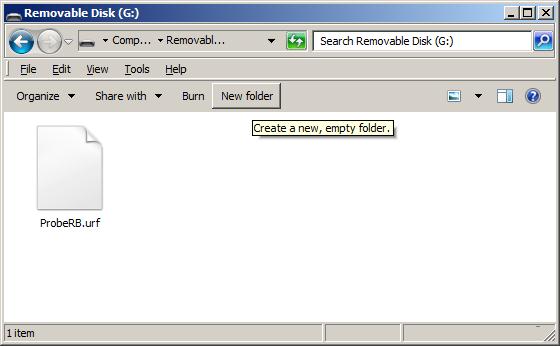 Removable Disk (G:)
Comp... Removabl... Search Removable Disk (G:)
File Edit View Tools Help
Organize Share with Burn New folder
Create a new, empty folder.
ProbeRB.urf
1 item